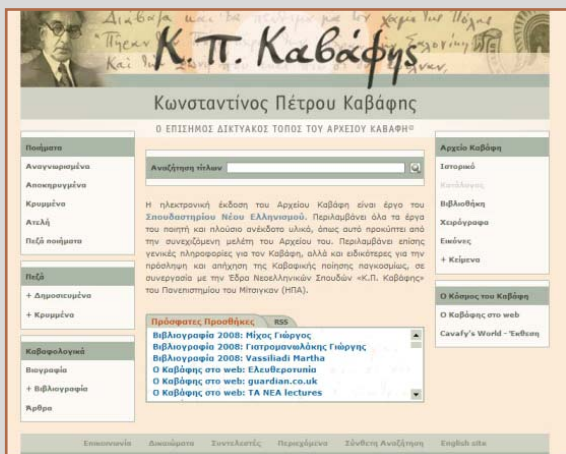 Κ. Π. Καβάφης
Κωνσταντίνος Πέτρου Καβάφης
Ο ΕΠΙΣΗΜΟΣ ΔΙΚΤΥΑΚΟΣ ΤΟΠΟΣ ΤΟΥ ΑΡΧΕΙΟΥ ΚΑΒΑΦΗ©
Ποιήματα
Αναγνωρισμένα
Αποκηρυγμένα
Κρυμμένα
Ατελή
Πεζά ποιήματα
Πεζά
+ Δημοσιευμένα
+ Κρυμμένα
Καβαφολογικά
Βιογραφία
+ Βιβλιογραφία
Άρθρα
Αναζήτηση τίτλων
Η ηλεκτρονική έκδοση του Αρχείου Καβάφη είναι έργο του
Σπουδαστηρίου Νέου Ελληνισμού. Περιλαμβάνει όλα τα έργα
του ποιητή και πλούσιο ανέκδοτο υλικό, όπως αυτό προκύπτει από
την συνεχιζόμενη μελέτη του Αρχείου του. Περιλαμβάνει επίσης
γενικές πληροφορίες για τον Καβάφη, αλλά και ειδικότερες για την
πρόσληψη και απήχηση της Καβαφικής ποίησης παγκοσμίως, σε
συνεργασία με την Έδρα Νεοελληνικών Σπουδών «Κ.Π. Καβάφης»
του Πανεπιστημίου του Μίτσιγκαν (ΗΠΑ).
Πρόσφατες Προσθήκες RSS
Βιβλιογραφία 2008: Μίχος Γιώργος
Βιβλιογραφία 2008: Γιατρομανωλάκης Γιώργης
Βιβλιογραφία 2008: Vassiliadi Martha
Ο Καβάφης στο web: Ελευθεροτυπία
Ο Καβάφης στο web: guardian.co.uk
Ο Καβάφης στο web: ΤΑ ΝΕΑ lectures
Αρχείο Καβάφη
Ιστορικό
Κατάλογος
Βιβλιοθήκη
Χειρόγραφα
Εικόνες
+ Κείμενα
Ο Κόσμος του Καβάφη
Ο Καβάφης στο web
Cavafy's World - Έκθεση
Επικοινωνία Δικαιώματα Συντελεστές Περιεχόμενα Σύνθετη Αναζήτηση English site